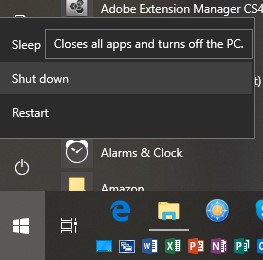 Adobe Extension Manager CS4
Sleep
Closes all apps and turns off the PC.
Shut down
Restart
Alarms & Clock
Amazon